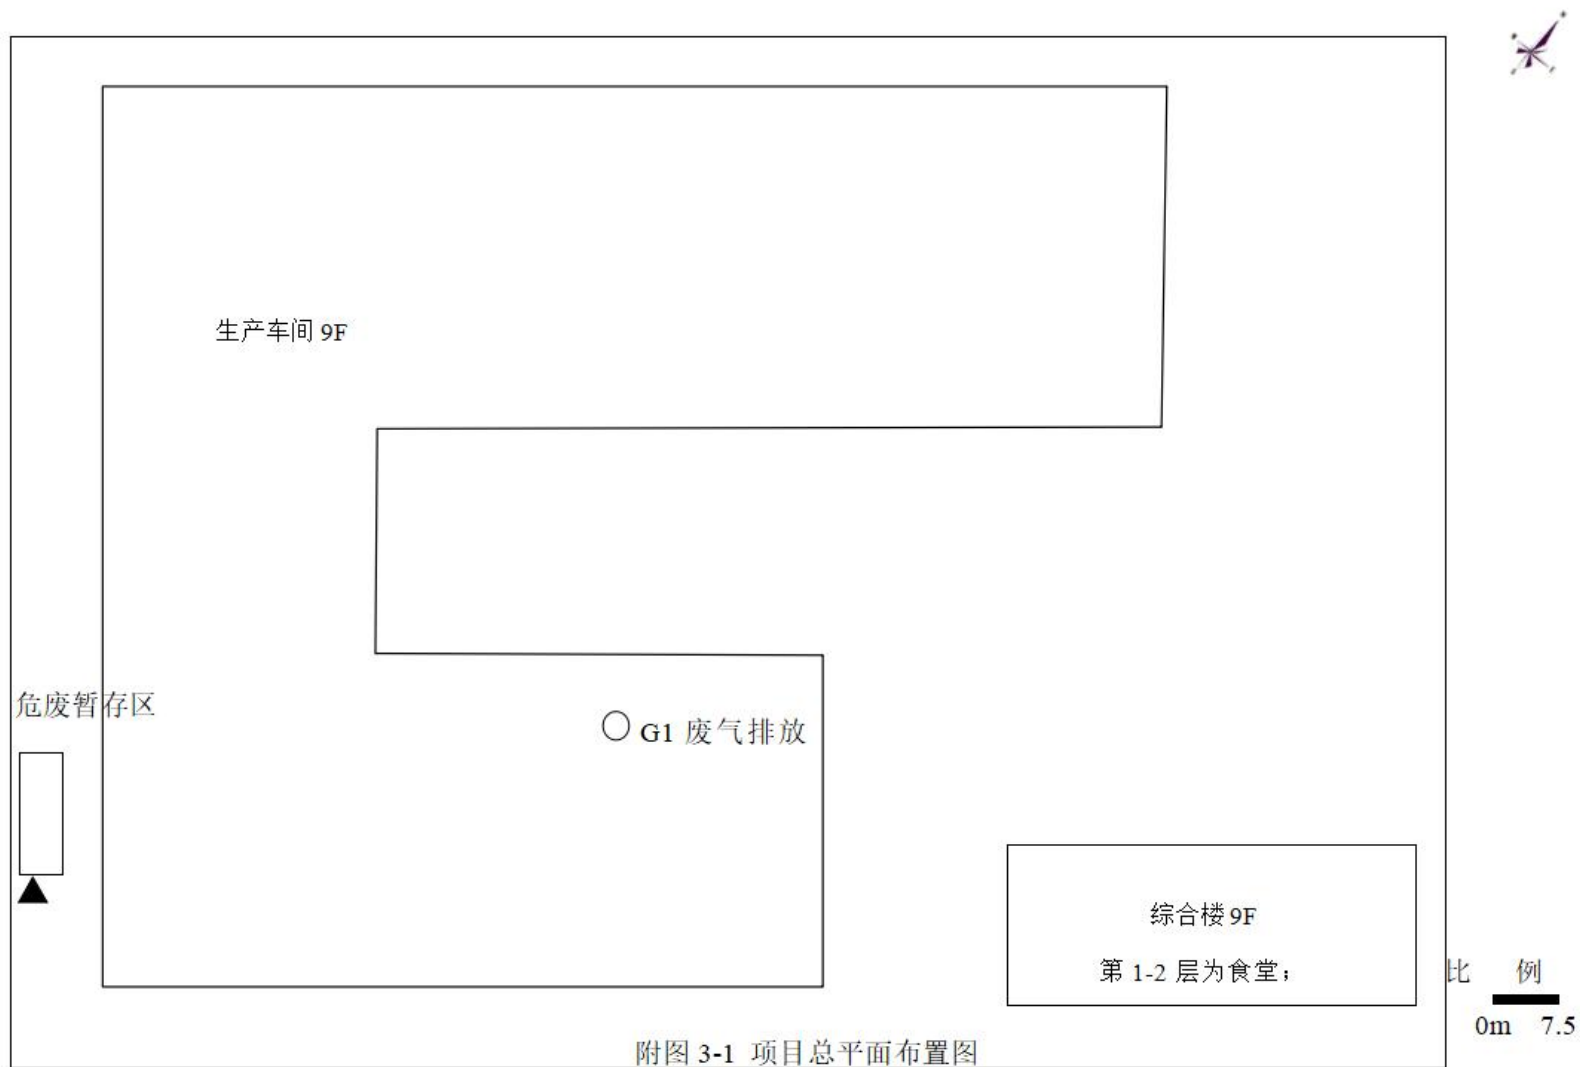 生产车间 9F
危废暂存区
G1 废气排放
综合楼 9F
第 1-2 层为食堂；
比 例
0m 7.5
附图 3-1 项目总平面布置图